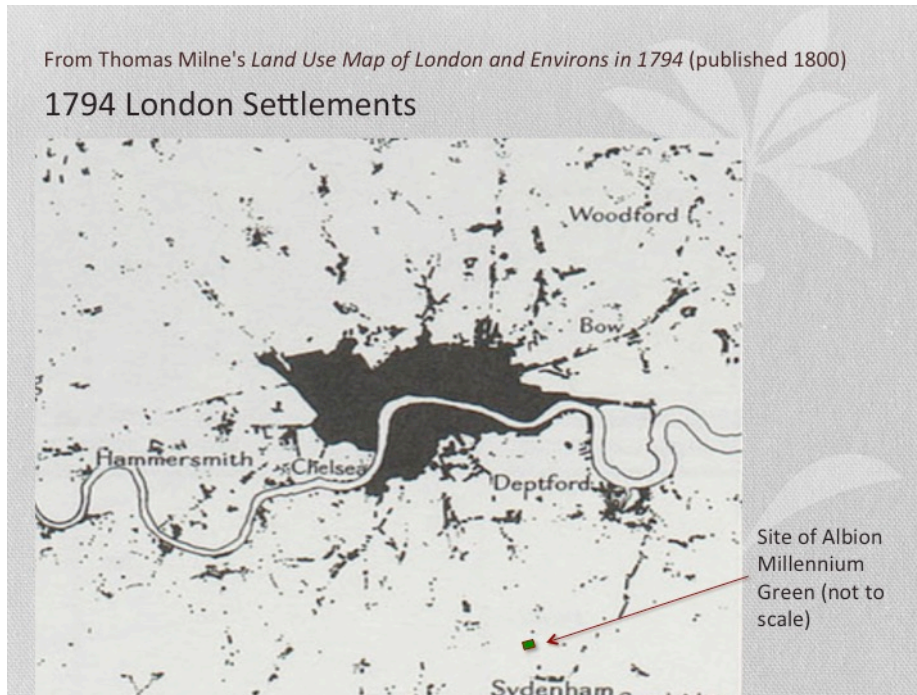 From Thomas Milne's Land Use Map of London and Environs in 1794 (published 1800)
1794 London Settlements
Woodford
Bow
Hammersmith
Chelsea
Deptford
Site of Albion
Millennium
Green (not to
scale)
Sydenham